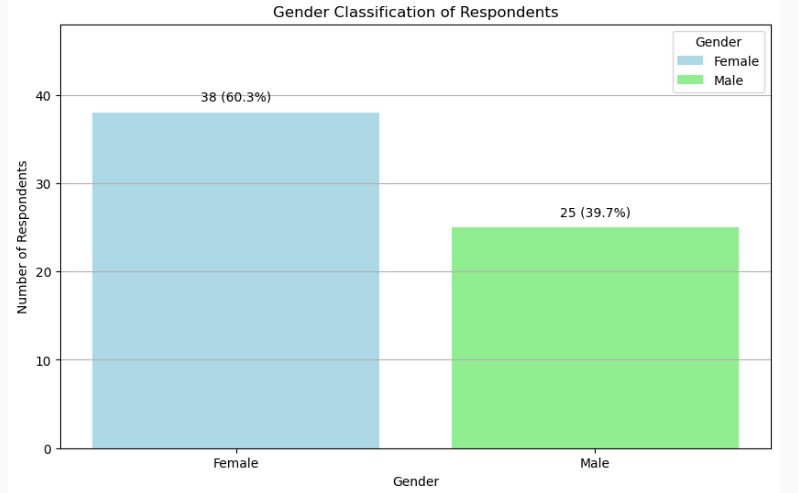 Gender Classification of Respondents
Gender
Female
Male
38 (60.3%)
25 (39.7%)
40
30
20
10
0
Number of Respondents
Female
Male
Gender